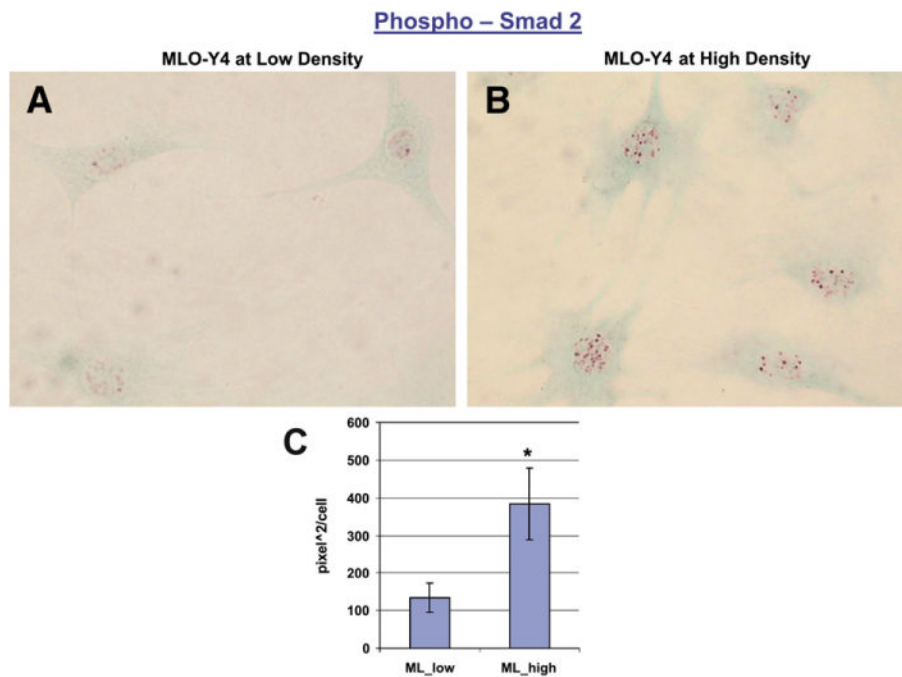 Phospho – Smad 2
MLO-Y4 at Low Density
MLO-Y4 at High Density
A
B
C
600
500
400
300
200
100
0
pixel^2/cell
*
ML_low
ML_high